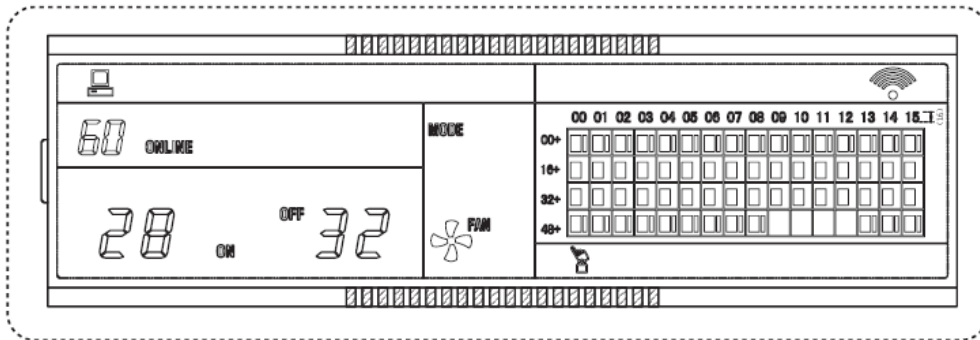 00 01 02 03 04 05 06 07 08 09 10 11 12 13 14 15 (16)
60 ONLINE
MODE
00+
16+
32+
48+
28 ON
OFF 32
FAN